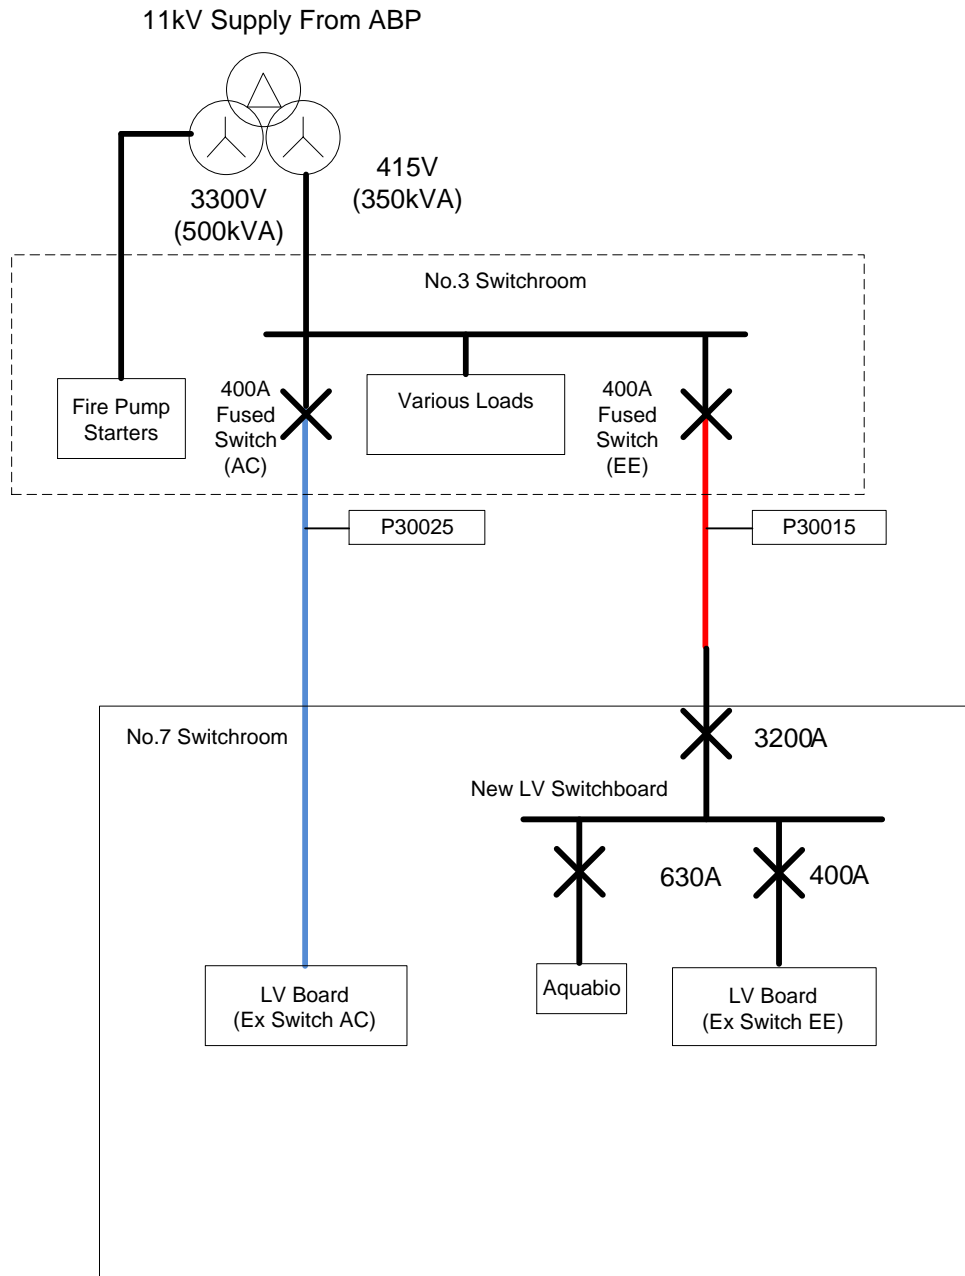 11kV Supply From ABP
415V
(350kVA)
3300V
(500kVA)
No.3 Switchroom
Fire Pump
Starters
400A
Fused
Switch
(AC)
Various Loads
400A
Fused
Switch
(EE)
P30025
P30015
No.7 Switchroom
3200A
New LV Switchboard
630A
400A
LV Board
(Ex Switch AC)
Aquabio
LV Board
(Ex Switch EE)